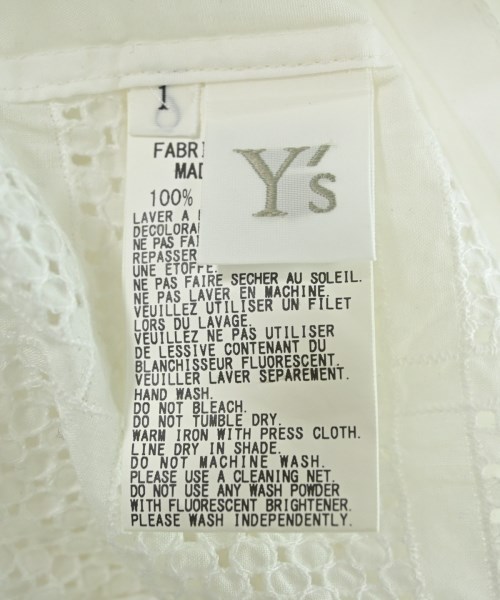 1
Y's
FABRI
MAD
100%
LAVER A
DECOLORA
NE PAS FAI
REPASSER
UNE ETOFFE.
NE PAS FAIRE SECHER AU SOLEIL.
NE PAS LAVER EN MACHINE.
VEUILLEZ UTILISER UN FILET
LORS DU LAVAGE.
VEUILLEZ NE PAS UTILISER
DE LESSIVE CONTENANT DU
BLANCHISSEUR FLUORESCENT.
VEUILLER LAVER SEPAREMENT.
HAND WASH.
DO NOT BLEACH.
DO NOT TUMBLE DRY.
WARM IRON WITH PRESS CLOTH.
LINE DRY IN SHADE.
DO NOT MACHINE WASH.
PLEASE USE A CLEANING NET.
DO NOT USE ANY WASH POWDER
WITH FLUORESCENT BRIGHTENER.
PLEASE WASH INDEPENDENTLY.